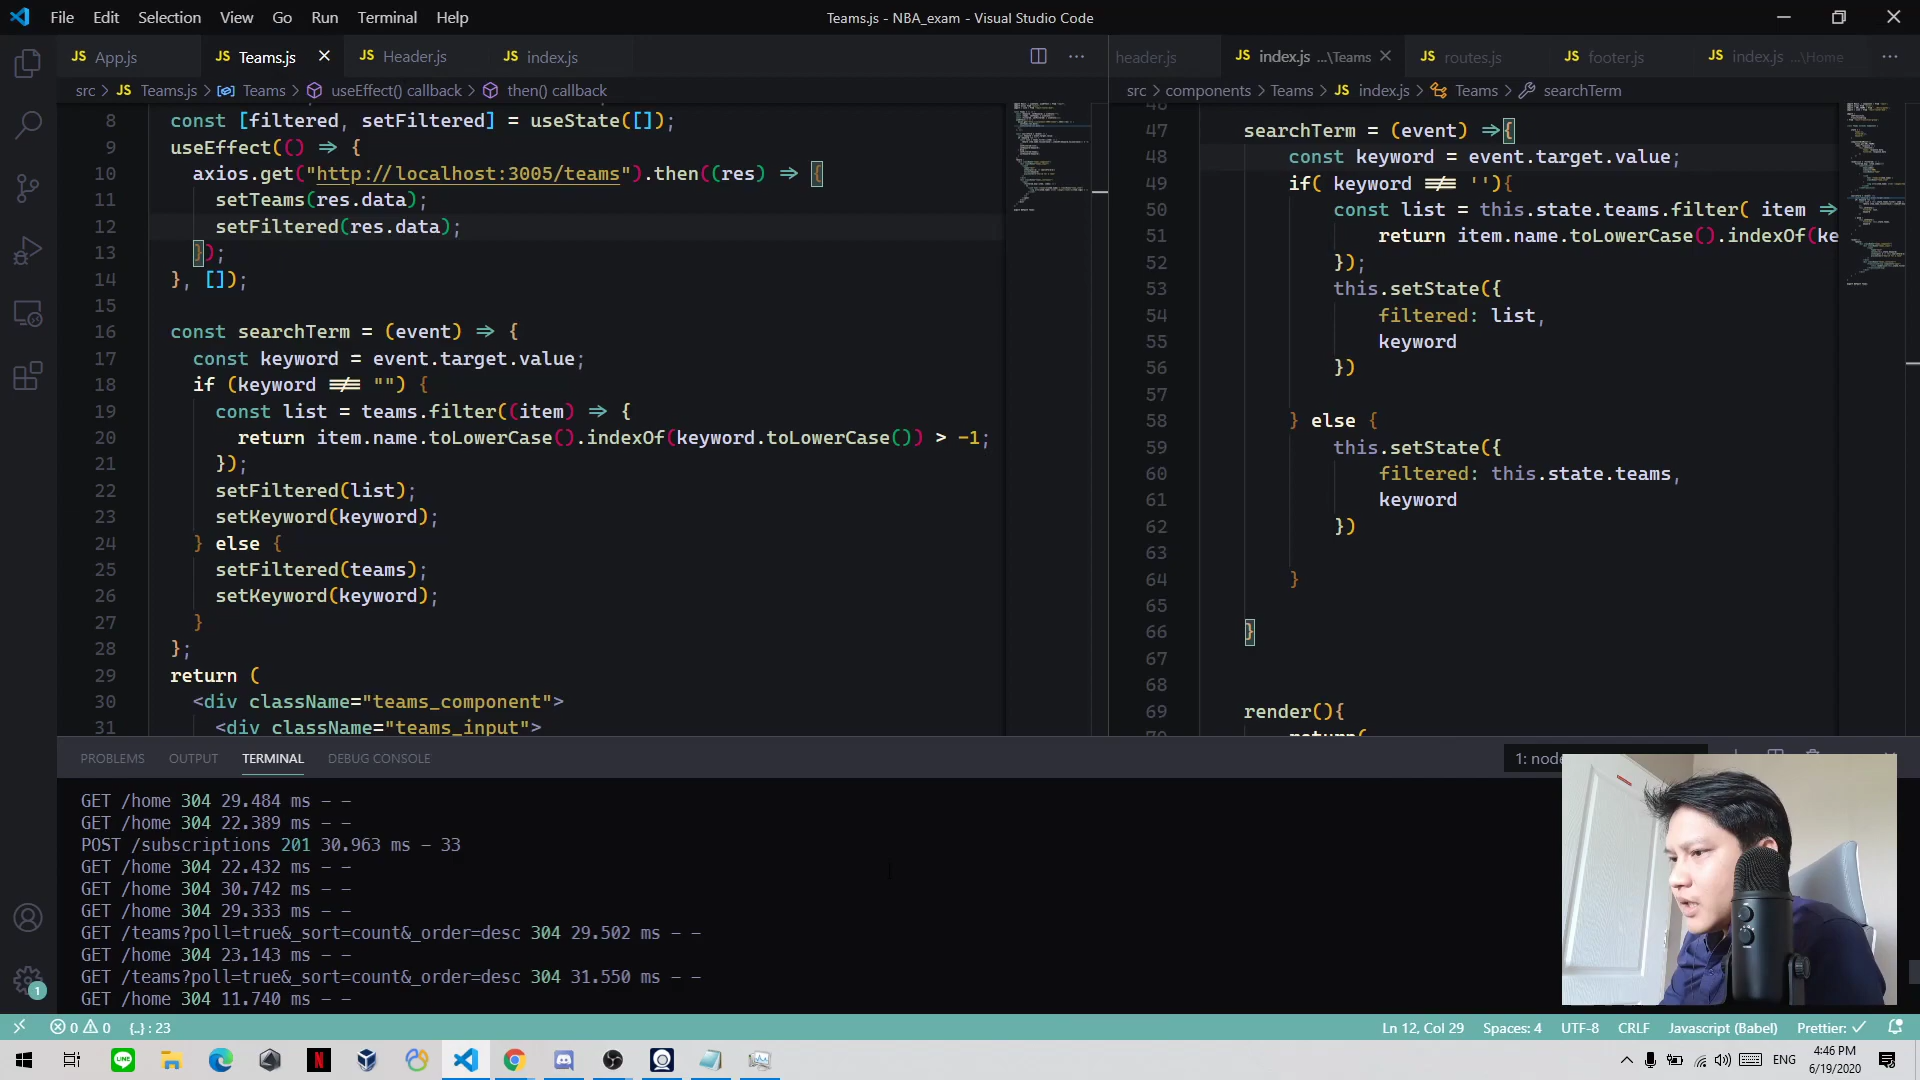 File Edit Selection View Go Run Terminal Help
Teams.js - NBA_exam - Visual Studio Code
JS App.js
JS Teams.js
JS Header.js
JS index.js
header.js
JS index.js ...\Teams
JS routes.js
JS footer.js
JS index.js ...\Home
src > JS Teams.js > Teams > useEffect() callback > then() callback
src > components > Teams > JS index.js > Teams > searchTerm
8 const [filtered, setFiltered] = useState([]);
9 useEffect(() => {
10 axios.get("http://localhost:3005/teams").then((res) => {
11 setTeams(res.data);
12 setFiltered(res.data);
13 });
14 }, []);
15
16 const searchTerm = (event) => {
17 const keyword = event.target.value;
18 if (keyword !== "") {
19 const list = teams.filter((item) => {
20 return item.name.toLowerCase().indexOf(keyword.toLowerCase()) > -1;
21 });
22 setFiltered(list);
23 setKeyword(keyword);
24 } else {
25 setFiltered(teams);
26 setKeyword(keyword);
27 }
28 };
29 return (
30 <div className="teams_component">
31 <div className="teams_input">
47 searchTerm = (event) =>{
48 const keyword = event.target.value;
49 if( keyword !== ''){
50 const list = this.state.teams.filter( item =>
51 return item.name.toLowerCase().indexOf(ke
52 });
53 this.setState({
54 filtered: list,
55 keyword
56 })
57
58 } else {
59 this.setState({
60 filtered: this.state.teams,
61 keyword
62 })
63
64 }
65
66 }
67
68
69 render(){
return(
PROBLEMS OUTPUT TERMINAL DEBUG CONSOLE
1: node
GET /home 304 29.484 ms - -
GET /home 304 22.389 ms - -
POST /subscriptions 201 30.963 ms - 33
GET /home 304 22.432 ms - -
GET /home 304 30.742 ms - -
GET /home 304 29.333 ms - -
GET /teams?poll=true&_sort=count&_order=desc 304 29.502 ms - -
GET /home 304 23.143 ms - -
GET /teams?poll=true&_sort=count&_order=desc 304 31.550 ms - -
GET /home 304 11.740 ms - -
1
0 0 {..} : 23
Ln 12, Col 29 Spaces: 4 UTF-8 CRLF Javascript (Babel) Prettier: ✓
LINE
N
ENG
4:46 PM
6/19/2020